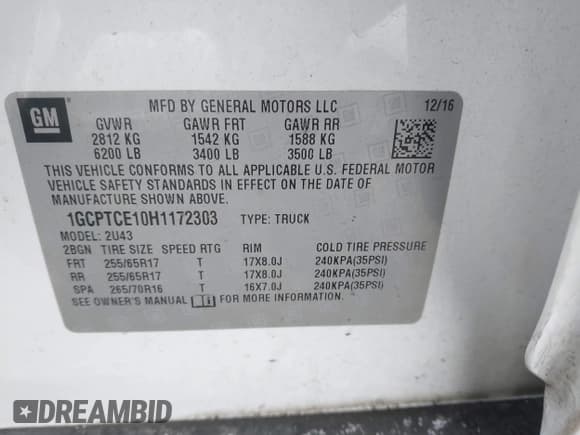 GM
MFD BY GENERAL MOTORS LLC 12/16
GVWR GAWR FRT GAWR RR
2812 KG 1542 KG 1588 KG
6200 LB 3400 LB 3500 LB
THIS VEHICLE CONFORMS TO ALL APPLICABLE U.S. FEDERAL MOTOR
VEHICLE SAFETY STANDARDS IN EFFECT ON THE DATE OF
MANUFACTURE SHOWN ABOVE.
1GCPTCE10H1172303 TYPE: TRUCK
MODEL: 2U43
2BGN TIRE SIZE SPEED RTG RIM COLD TIRE PRESSURE
FRT 255/65R17 T 17X8.0J 240KPA(35PSI)
RR 255/65R17 T 17X8.0J 240KPA(35PSI)
SPA 265/70R16 T 16X7.0J 240KPA(35PSI)
SEE OWNER'S MANUAL FOR MORE INFORMATION.
DREAMBID